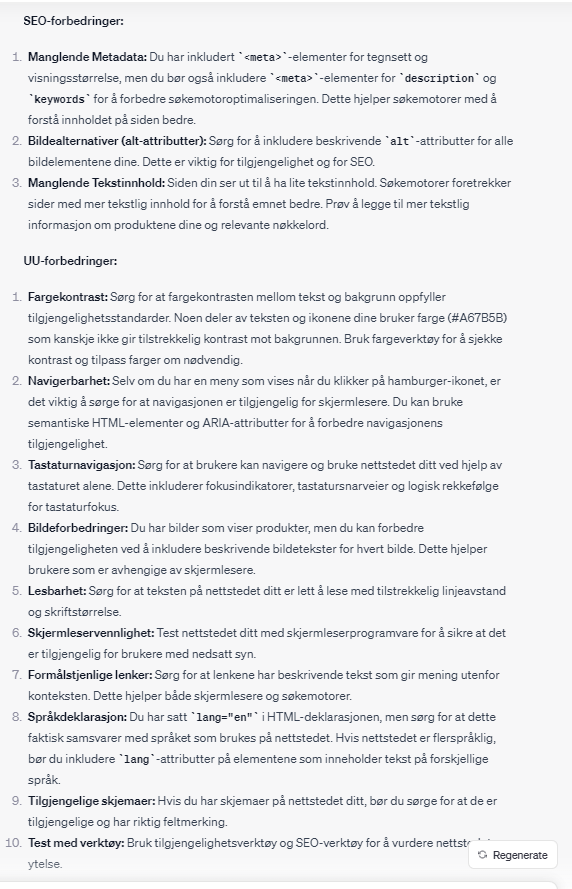 SEO-forbedringer:
1. Manglende Metadata: Du har inkludert `<meta>`-elementer for tegnsett og
visningsstørrelse, men du bør også inkludere `<meta>`-elementer for `description` og
`keywords` for å forbedre søkemotoroptimaliseringen. Dette hjelper søkemotorer med å
forstå innholdet på siden bedre.
2. Bildealternativer (alt-attributter): Sørg for å inkludere beskrivende `alt`-attributter for alle
bildelementene dine. Dette er viktig for tilgjengelighet og for SEO.
3. Manglende Tekstinnhold: Siden din ser ut til å ha lite tekstinnhold. Søkemotorer foretrekker
sider med mer tekstlig innhold for å forstå emnet bedre. Prøv å legge til mer tekstlig
informasjon om produktene dine og relevante nøkkelord.
UU-forbedringer:
1. Fargekontrast: Sørg for at fargekontrasten mellom tekst og bakgrunn oppfyller
tilgjengelighetsstandarder. Noen deler av teksten og ikonene dine bruker farge (#A67B5B)
som kanskje ikke gir tilstrekkelig kontrast mot bakgrunnen. Bruk fargeverktøy for å sjekke
kontrast og tilpass farger om nødvendig.
2. Navigerbarhet: Selv om du har en meny som vises når du klikker på hamburger-ikonet, er
det viktig å sørge for at navigasjonen er tilgjengelig for skjermlesere. Du kan bruke
semantiske HTML-elementer og ARIA-attributter for å forbedre navigasjonens
tilgjengelighet.
3. Tastaturnavigasjon: Sørg for at brukere kan navigere og bruke nettstedet ditt ved hjelp av
tastaturet alene. Dette inkluderer fokusindikatorer, tastatursnarveier og logisk rekkefølge
for tastaturfokus.
4. Bildeforbedringer: Du har bilder som viser produkter, men du kan forbedre
tilgjengeligheten ved å inkludere beskrivende bildetekster for hvert bilde. Dette hjelper
brukere som er avhengige av skjermlesere.
5. Lesbarhet: Sørg for at teksten på nettstedet ditt er lett å lese med tilstrekkelig linjeavstand
og skriftstørrelse.
6. Skjermleservennlighet: Test nettstedet ditt med skjermleserprogramvare for å sikre at det
er tilgjengelig for brukere med nedsatt syn.
7. Formålstjenlige lenker: Sørg for at lenkene har beskrivende tekst som gir mening utenfor
konteksten. Dette hjelper både skjermlesere og søkemotorer.
8. Språkdeklarasjon: Du har satt `lang="en"` i HTML-deklarasjonen, men sørg for at dette
faktisk samsvarer med språket som brukes på nettstedet. Hvis nettstedet er flerspråklig,
bør du inkludere `lang`-attributter på elementene som inneholder tekst på forskjellige
språk.
9. Tilgjengelige skjemaer: Hvis du har skjemaer på nettstedet ditt, bør du sørge for at de er
tilgjengelige og har riktig feltmerking.
10. Test med verktøy: Bruk tilgjengelighetsverktøy og SEO-verktøy for å vurdere
ytelse.
Regenerate